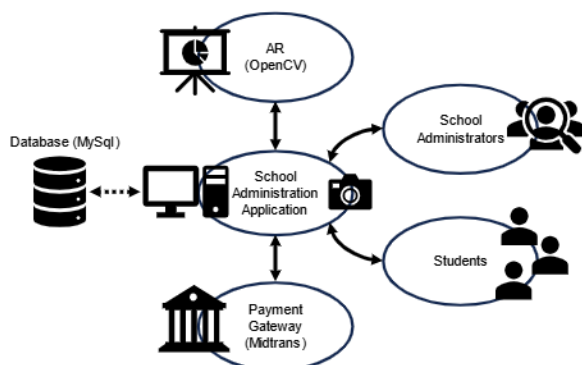 AR
(OpenCV)
School
Administrators
Database (MySql)
School
Administration
Application
Students
Payment
Gateway
(Midtrans)